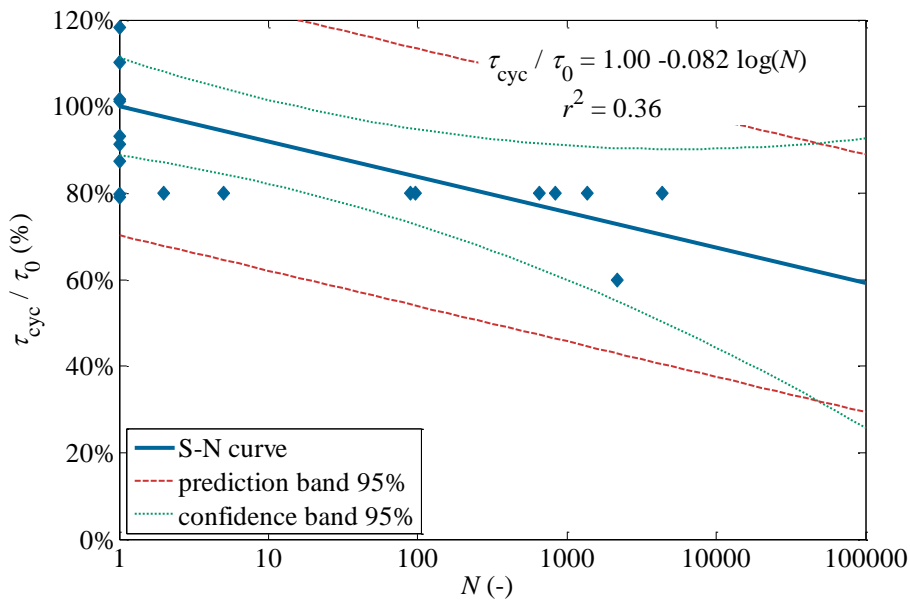 120%
100%
80%
60%
40%
20%
0%
τcyc / τ0 (%)
τcyc / τ0 = 1.00 -0.082 log(N)
r² = 0.36
S-N curve
prediction band 95%
confidence band 95%
1 10 100 1000 10000 100000
N (-)